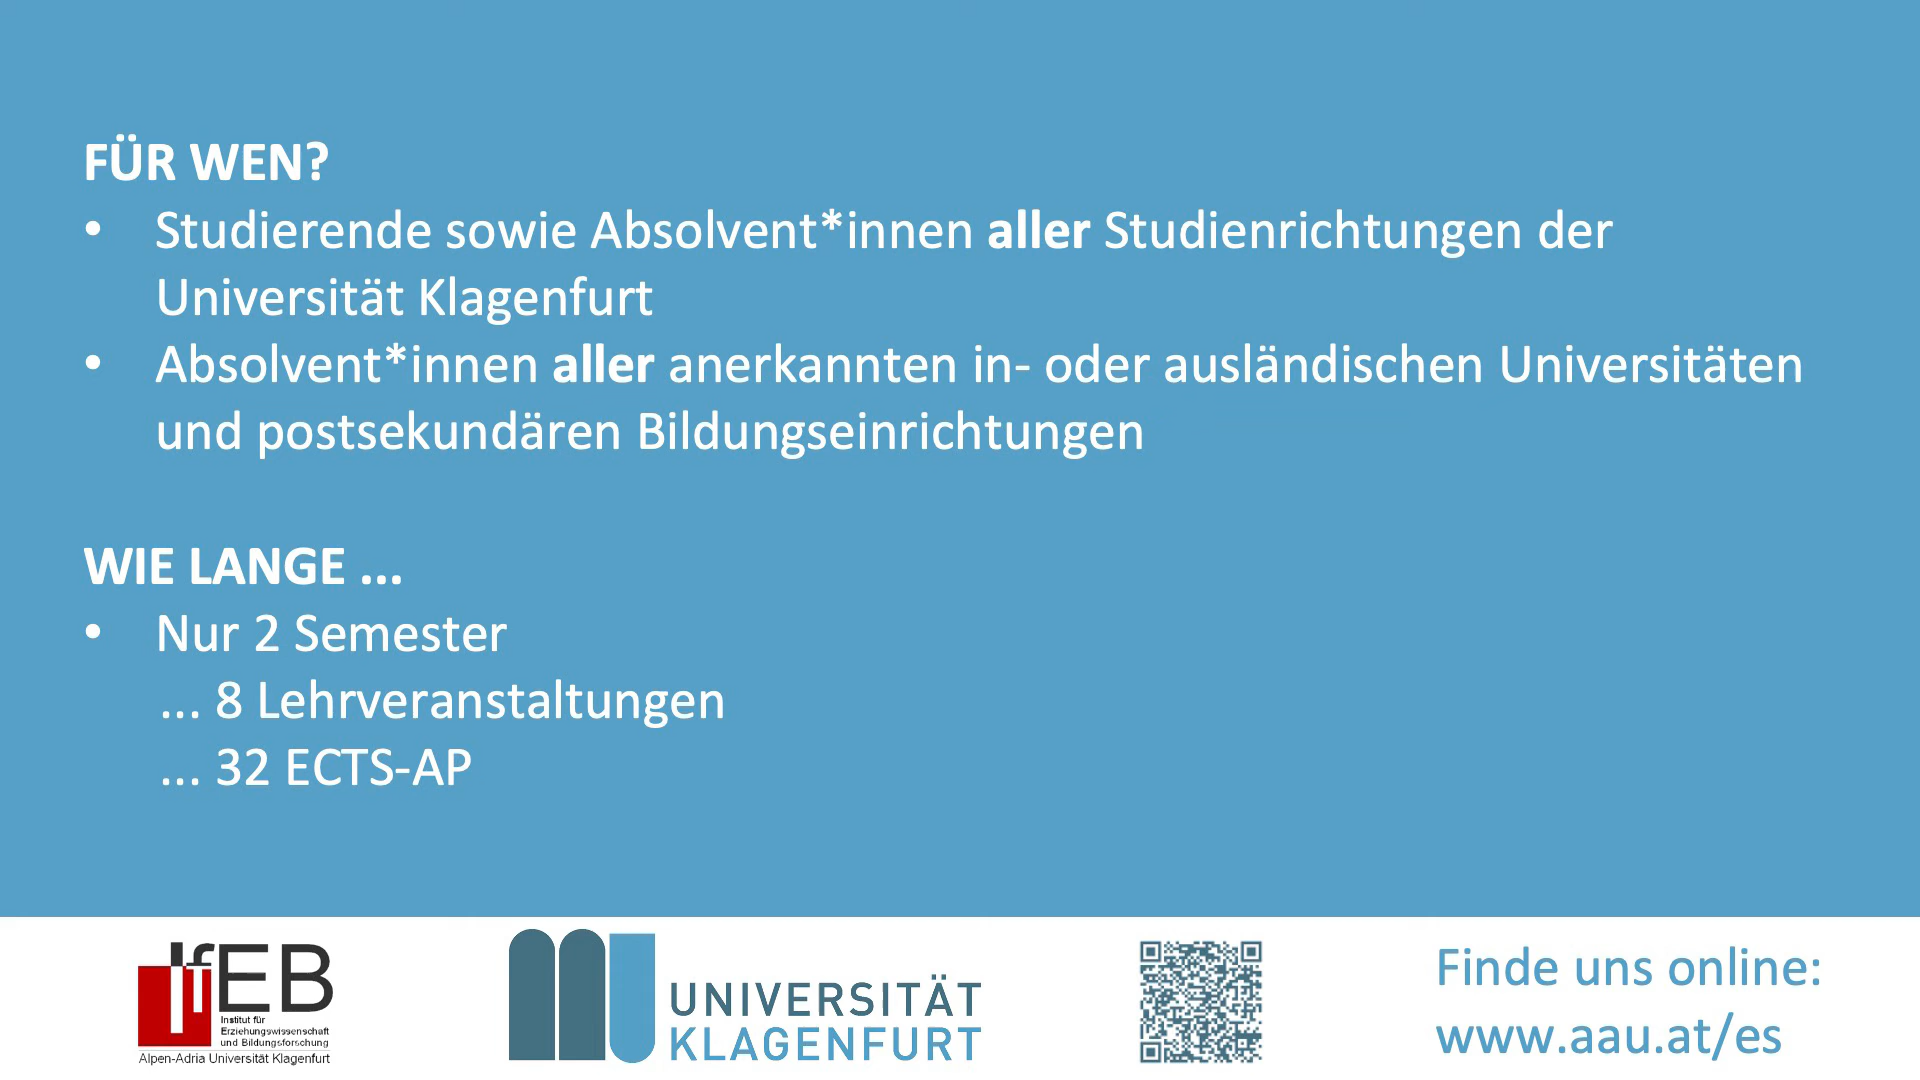 FÜR WEN?
• Studierende sowie Absolvent*innen aller Studienrichtungen der
Universität Klagenfurt
• Absolvent*innen aller anerkannten in- oder ausländischen Universitäten
und postsekundären Bildungseinrichtungen
WIE LANGE ...
• Nur 2 Semester
... 8 Lehrveranstaltungen
... 32 ECTS-AP
IfEB
Institut für
Erziehungswissenschaft
und Bildungsforschung
Alpen-Adria Universität Klagenfurt
UNIVERSITÄT
KLAGENFURT
Finde uns online:
www.aau.at/es